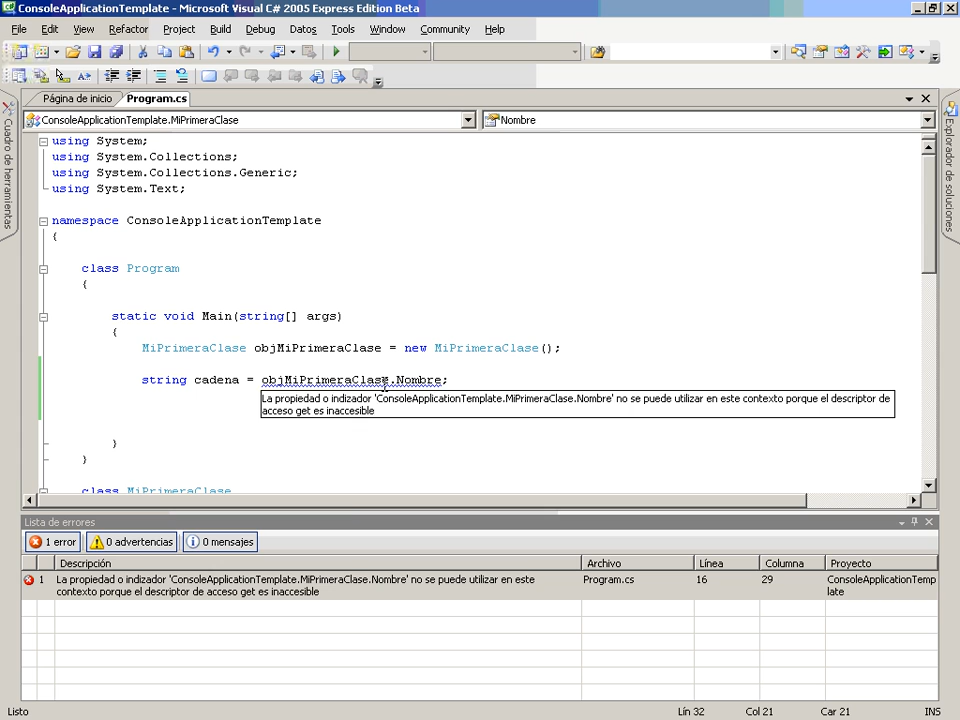 ConsoleApplicationTemplate - Microsoft Visual C# 2005 Express Edition Beta
File Edit View Refactor Project Build Debug Datos Tools Window Community Help
Página de inicio Program.cs
ConsoleApplicationTemplate.MiPrimeraClase Nombre
Cuadro de herramientas
Explorador de soluciones
using System;
using System.Collections;
using System.Collections.Generic;
using System.Text;
namespace ConsoleApplicationTemplate
{
class Program
{
static void Main(string[] args)
{
MiPrimeraClase objMiPrimeraClase = new MiPrimeraClase();
string cadena = objMiPrimeraClase.Nombre;
La propiedad o indizador 'ConsoleApplicationTemplate.MiPrimeraClase.Nombre' no se puede utilizar en este contexto porque el descriptor de
acceso get es inaccesible
}
}
class MiPrimeraClase
Lista de errores
1 error 0 advertencias 0 mensajes
Descripción Archivo Línea Columna Proyecto
1 La propiedad o indizador 'ConsoleApplicationTemplate.MiPrimeraClase.Nombre' no se puede utilizar en este Program.cs 16 29 ConsoleApplicationTemp
contexto porque el descriptor de acceso get es inaccesible late
Listo Lín 32 Col 21 Car 21 INS